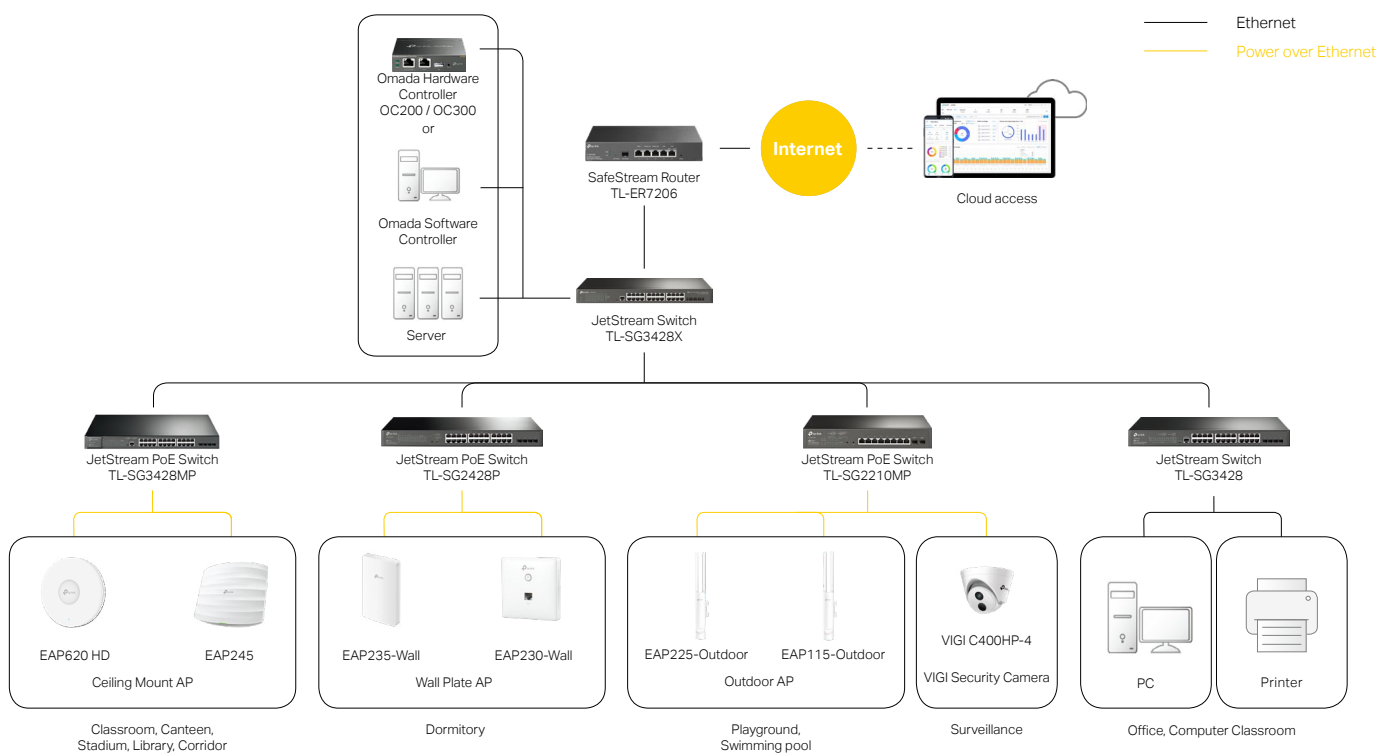 Ethernet
Power over Ethernet
Omada Hardware
Controller
OC200 / OC300
or
Omada Software
Controller
Server
SafeStream Router
TL-ER7206
Internet
Cloud access
JetStream Switch
TL-SG3428X
JetStream PoE Switch
TL-SG3428MP
JetStream PoE Switch
TL-SG2428P
JetStream PoE Switch
TL-SG2210MP
JetStream Switch
TL-SG3428
EAP620 HD
EAP245
Ceiling Mount AP
EAP235-Wall
EAP230-Wall
Wall Plate AP
EAP225-Outdoor
EAP115-Outdoor
Outdoor AP
VIGI C400HP-4
VIGI Security Camera
PC
Printer
Classroom, Canteen,
Stadium, Library, Corridor
Dormitory
Playground,
Swimming pool
Surveillance
Office, Computer Classroom